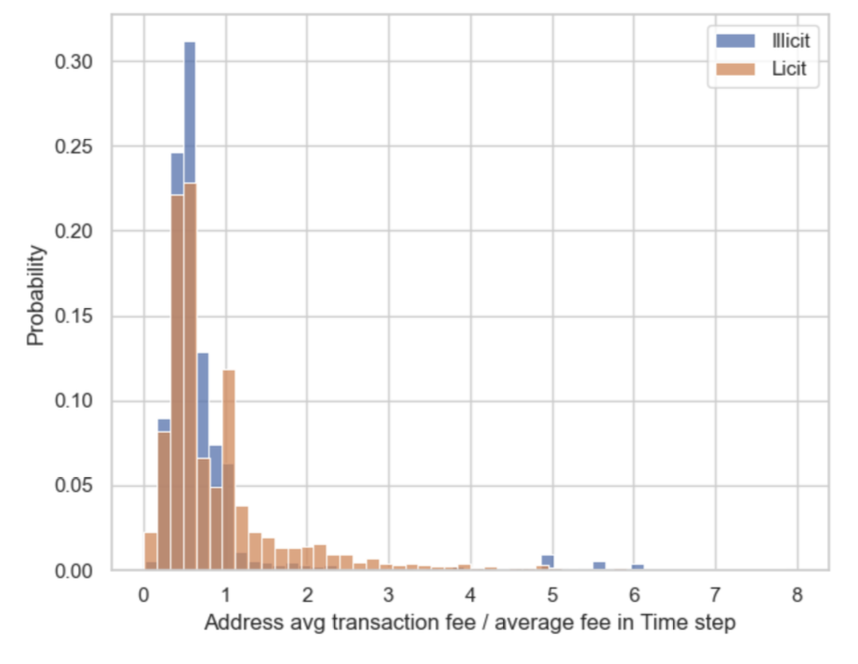 Illicit
Licit
Probability
0.30
0.25
0.20
0.15
0.10
0.05
0.00
0 1 2 3 4 5 6 7 8
Address avg transaction fee / average fee in Time step